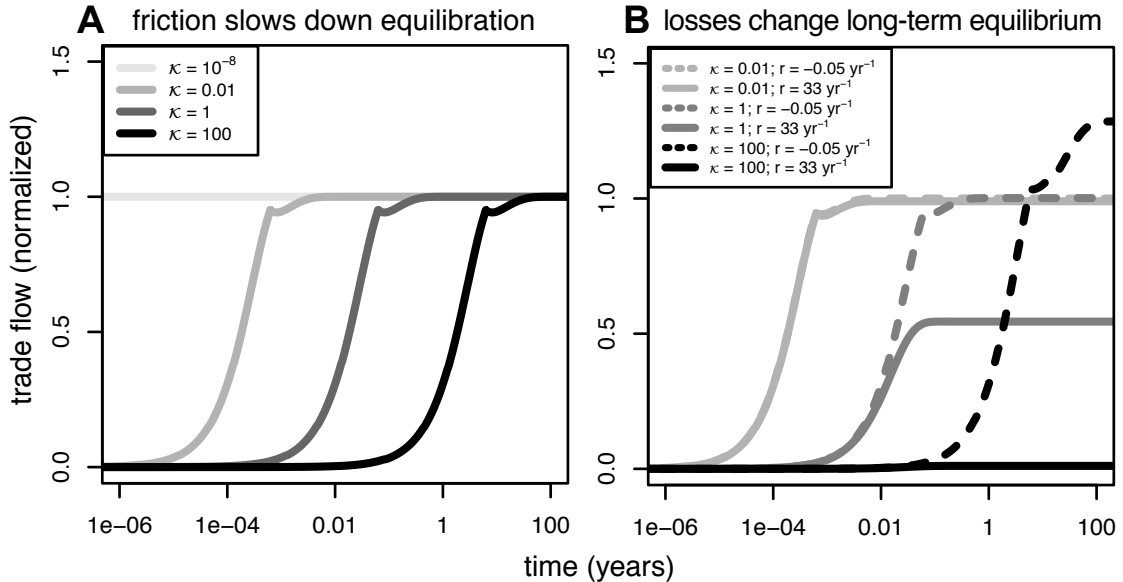 A friction slows down equilibration
κ = 10⁻⁸
κ = 0.01
κ = 1
κ = 100
trade flow (normalized)
1.5
1.0
0.5
0.0
1e−06 1e−04 0.01 1 100
B losses change long-term equilibrium
κ = 0.01; r = −0.05 yr⁻¹
κ = 0.01; r = 33 yr⁻¹
κ = 1; r = −0.05 yr⁻¹
κ = 1; r = 33 yr⁻¹
κ = 100; r = −0.05 yr⁻¹
κ = 100; r = 33 yr⁻¹
1.5
1.0
0.5
0.0
1e−06 1e−04 0.01 1 100
time (years)